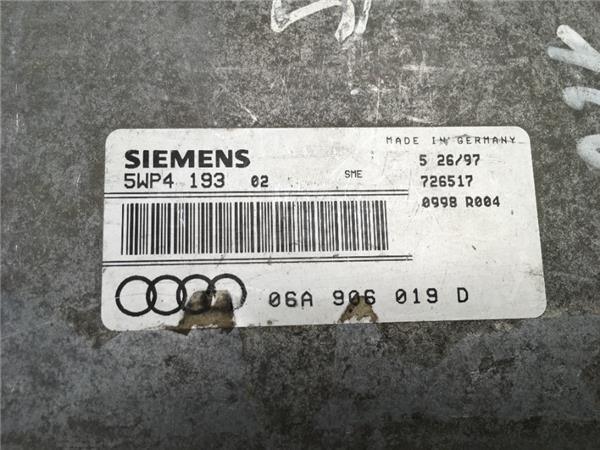 MADE IN GERMANY
SIEMENS 5 26/97
5WP4 193 02 SME 726517
0998 R004
06A 906 019 D